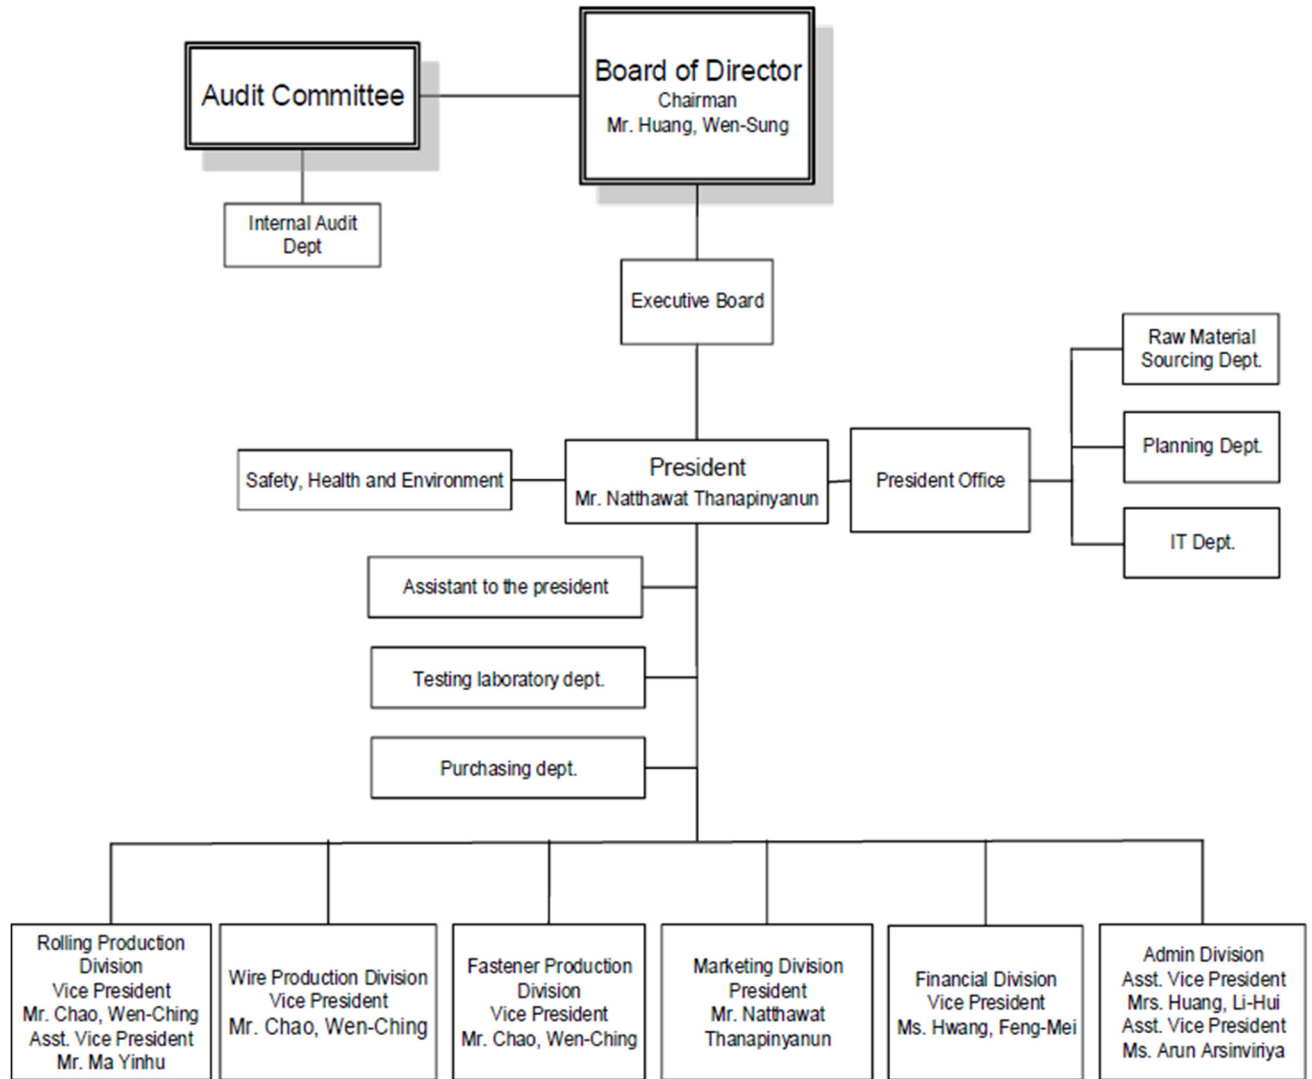 Audit Committee
Board of Director
Chairman
Mr. Huang, Wen-Sung
Internal Audit
Dept
Executive Board
Raw Material
Sourcing Dept.
Planning Dept.
IT Dept.
Safety, Health and Environment
President
Mr. Natthawat Thanapinyanun
President Office
Assistant to the president
Testing laboratory dept.
Purchasing dept.
Rolling Production
Division
Vice President
Mr. Chao, Wen-Ching
Asst. Vice President
Mr. Ma Yinhu
Wire Production Division
Vice President
Mr. Chao, Wen-Ching
Fastener Production
Division
Vice President
Mr. Chao, Wen-Ching
Marketing Division
President
Mr. Natthawat
Thanapinyanun
Financial Division
Vice President
Ms. Hwang, Feng-Mei
Admin Division
Asst. Vice President
Mrs. Huang, Li-Hui
Asst. Vice President
Ms. Arun Arsinviriya